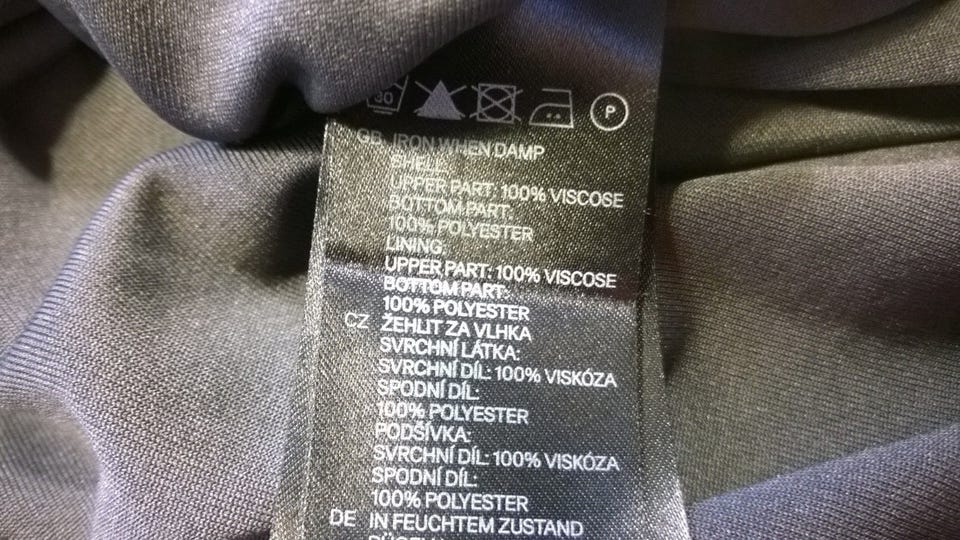 30 P
GB IRON WHEN DAMP
SHELL:
UPPER PART: 100% VISCOSE
BOTTOM PART:
100% POLYESTER
LINING:
UPPER PART: 100% VISCOSE
BOTTOM PART:
100% POLYESTER
CZ ŽEHLIT ZA VLHKA
SVRCHNÍ LÁTKA:
SVRCHNÍ DÍL: 100% VISKÓZA
SPODNÍ DÍL:
100% POLYESTER
PODŠÍVKA:
SVRCHNÍ DÍL: 100% VISKÓZA
SPODNÍ DÍL:
100% POLYESTER
DE IN FEUCHTEM ZUSTAND